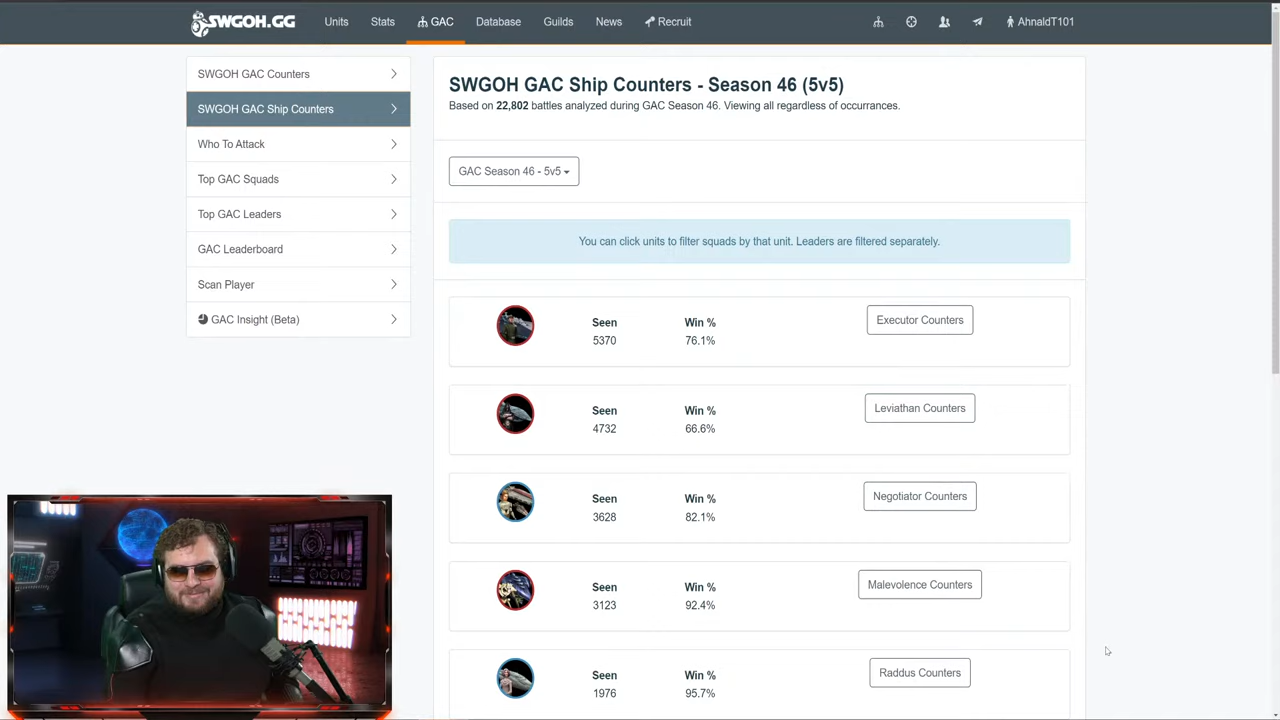 SWGOH.GG
Units
Stats
GAC
Database
Guilds
News
Recruit
AhnaldT101
SWGOH GAC Counters
SWGOH GAC Ship Counters
Who To Attack
Top GAC Squads
Top GAC Leaders
GAC Leaderboard
Scan Player
GAC Insight (Beta)
SWGOH GAC Ship Counters - Season 46 (5v5)
Based on 22,802 battles analyzed during GAC Season 46. Viewing all regardless of occurrances.
GAC Season 46 - 5v5
You can click units to filter squads by that unit. Leaders are filtered separately.
Seen
Win %
Executor Counters
5370
76.1%
Seen
Win %
Leviathan Counters
4732
66.6%
Seen
Win %
Negotiator Counters
3628
82.1%
Seen
Win %
Malevolence Counters
3123
92.4%
Seen
Win %
Raddus Counters
1976
95.7%